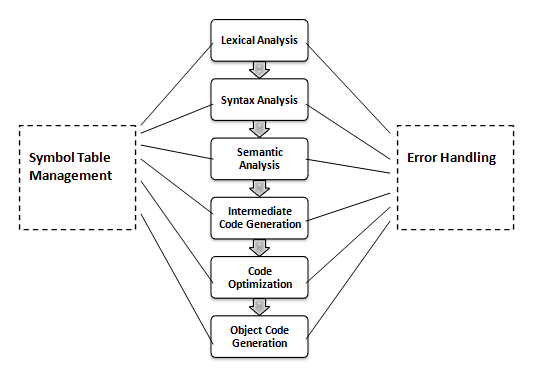 Lexical Analysis
Syntax Analysis
Symbol Table
Management
Semantic
Analysis
Error Handling
Intermediate
Code Generation
Code
Optimization
Object Code
Generation